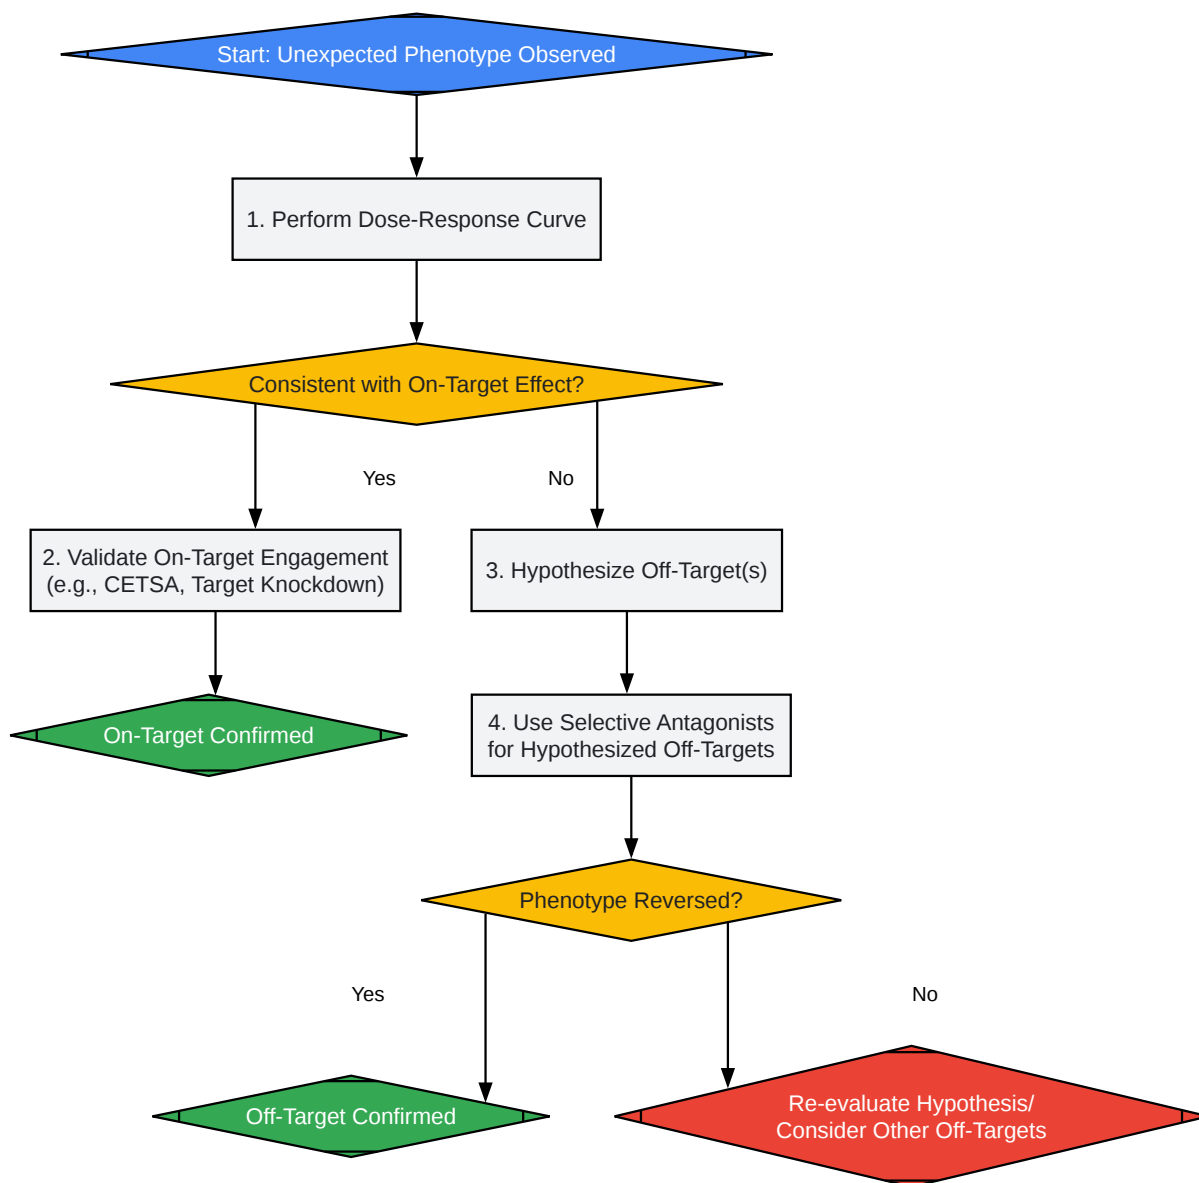 Start: Unexpected Phenotype Observed
1. Perform Dose-Response Curve
Consistent with On-Target Effect?
Yes
No
2. Validate On-Target Engagement
(e.g., CETSA, Target Knockdown)
3. Hypothesize Off-Target(s)
On-Target Confirmed
4. Use Selective Antagonists
for Hypothesized Off-Targets
Phenotype Reversed?
Yes
No
Off-Target Confirmed
Re-evaluate Hypothesis/
Consider Other Off-Targets